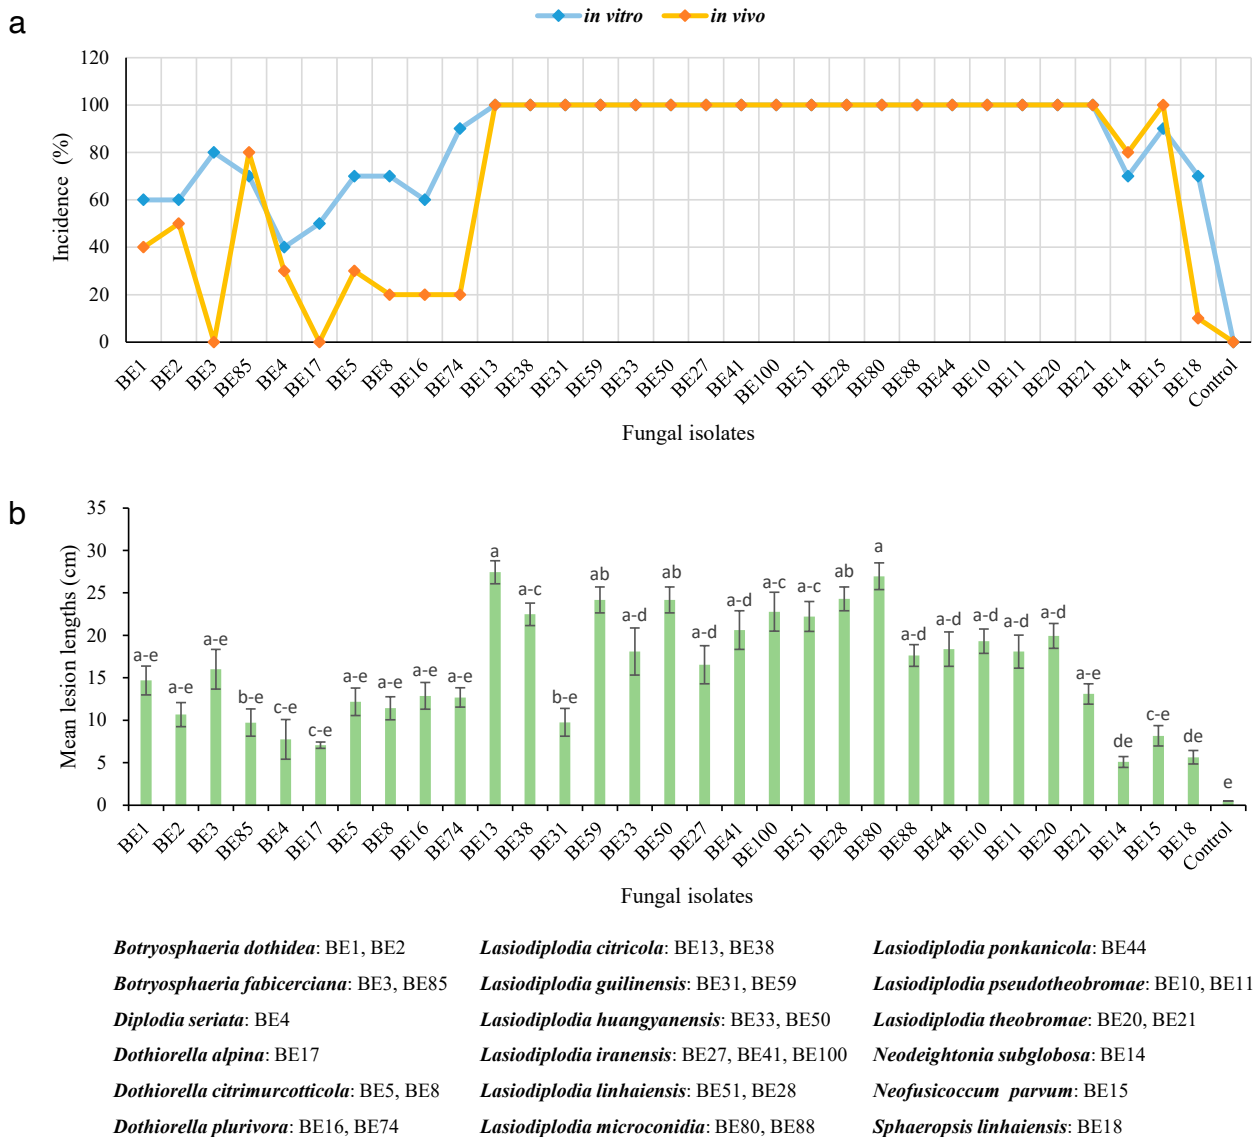 a
in vitro in vivo
120
100
80
60
40
20
0
Incidence (%)
BE1 BE2 BE3 BE85 BE4 BE17 BE5 BE8 BE16 BE74 BE13 BE38 BE31 BE59 BE33 BE50 BE27 BE41 BE100 BE51 BE28 BE80 BE88 BE44 BE10 BE11 BE20 BE21 BE14 BE15 BE18 Control
Fungal isolates
b
35
30
25
20
15
10
5
0
Mean lesion lengths (cm)
a-e a-e a-e b-e c-e c-e a-e a-e a-e a-e a a-c b-e ab a-d ab a-d a-d a-c a-c ab a a-d a-d a-d a-d a-d a-e de c-e de e
BE1 BE2 BE3 BE85 BE4 BE17 BE5 BE8 BE16 BE74 BE13 BE38 BE31 BE59 BE33 BE50 BE27 BE41 BE100 BE51 BE28 BE80 BE88 BE44 BE10 BE11 BE20 BE21 BE14 BE15 BE18 Control
Fungal isolates
Botryosphaeria dothidea: BE1, BE2
Botryosphaeria fabicerciana: BE3, BE85
Diplodia seriata: BE4
Dothiorella alpina: BE17
Dothiorella citrimurcotticola: BE5, BE8
Dothiorella plurivora: BE16, BE74
Lasiodiplodia citricola: BE13, BE38
Lasiodiplodia guilinensis: BE31, BE59
Lasiodiplodia huangyanensis: BE33, BE50
Lasiodiplodia iranensis: BE27, BE41, BE100
Lasiodiplodia linhaiensis: BE51, BE28
Lasiodiplodia microconidia: BE80, BE88
Lasiodiplodia ponkanicola: BE44
Lasiodiplodia pseudotheobromae: BE10, BE11
Lasiodiplodia theobromae: BE20, BE21
Neodeightonia subglobosa: BE14
Neofusicoccum parvum: BE15
Sphaeropsis linhaiensis: BE18